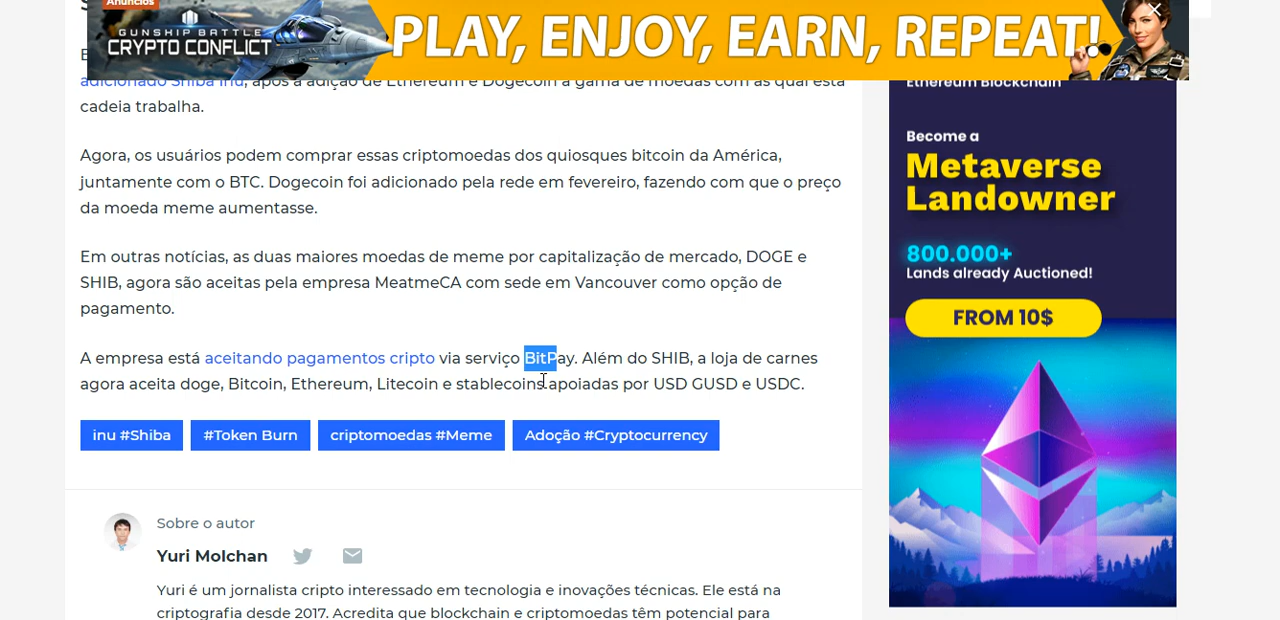 Anúncios
GUNSHIP BATTLE
CRYPTO CONFLICT
PLAY, ENJOY, EARN, REPEAT!
adicionado Shiba Inu, após a adição de Ethereum e Dogecoin à gama de moedas com as qual esta
cadeia trabalha.
Agora, os usuários podem comprar essas criptomoedas dos quiosques bitcoin da América,
juntamente com o BTC. Dogecoin foi adicionado pela rede em fevereiro, fazendo com que o preço
da moeda meme aumentasse.
Em outras notícias, as duas maiores moedas de meme por capitalização de mercado, DOGE e
SHIB, agora são aceitas pela empresa MeatmeCA com sede em Vancouver como opção de
pagamento.
A empresa está aceitando pagamentos cripto via serviço BitPay. Além do SHIB, a loja de carnes
agora aceita doge, Bitcoin, Ethereum, Litecoin e stablecoins apoiadas por USD GUSD e USDC.
inu #Shiba
#Token Burn
criptomoedas #Meme
Adoção #Cryptocurrency
Sobre o autor
Yuri Molchan
Yuri é um jornalista cripto interessado em tecnologia e inovações técnicas. Ele está na
criptografia desde 2017. Acredita que blockchain e criptomoedas têm potencial para
Ethereum Blockchain
Become a
Metaverse
Landowner
800.000+
Lands already Auctioned!
FROM 10$